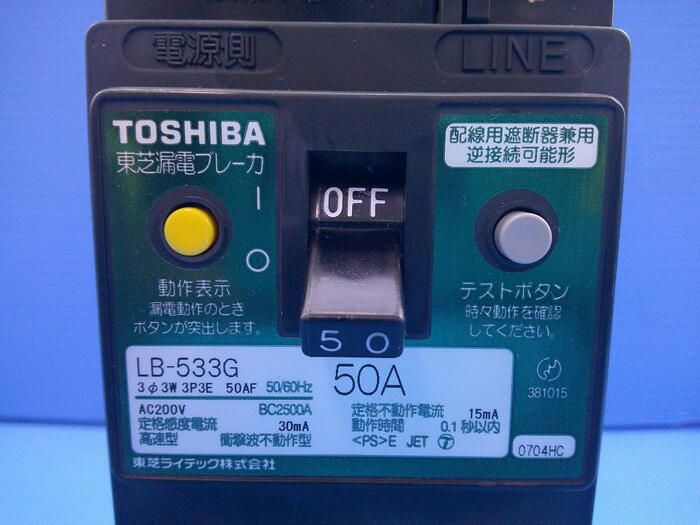 電源側
LINE
TOSHIBA
東芝漏電ブレーカ
配線用遮断器兼用
逆接続可能形
I
OFF
O
動作表示
漏電動作のとき
ボタンが突出します。
テストボタン
時々動作を確認
してください。
5 0
LB-533G
3φ3W 3P3E 50AF 50/60Hz
50A
AC200V BC2500A
定格感度電流 30mA
高速型 衝撃波不動作型
定格不動作電流 15mA
動作時間 0.1秒以内
<PS>E JET ⑦
381015
0704HC
東芝ライテック株式会社